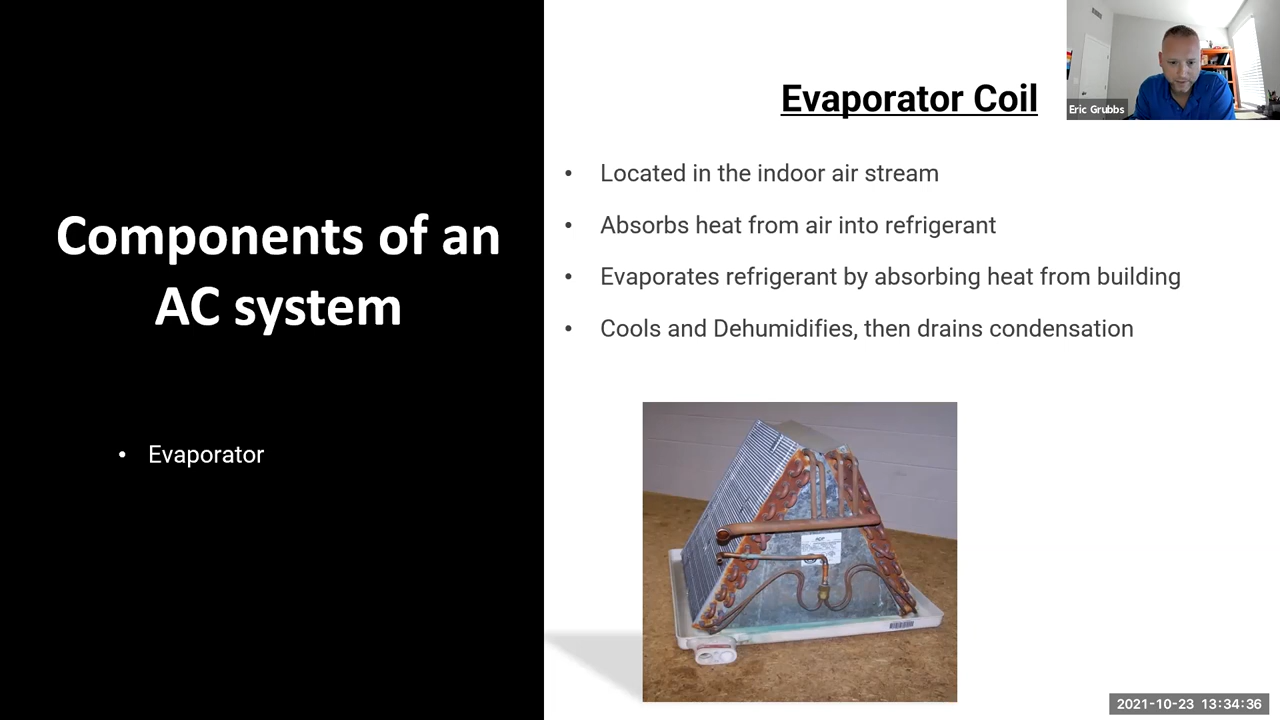 Components of an
AC system
• Evaporator
Evaporator Coil
• Located in the indoor air stream
• Absorbs heat from air into refrigerant
• Evaporates refrigerant by absorbing heat from building
• Cools and Dehumidifies, then drains condensation
Eric Grubbs
2021-10-23 13:34:36